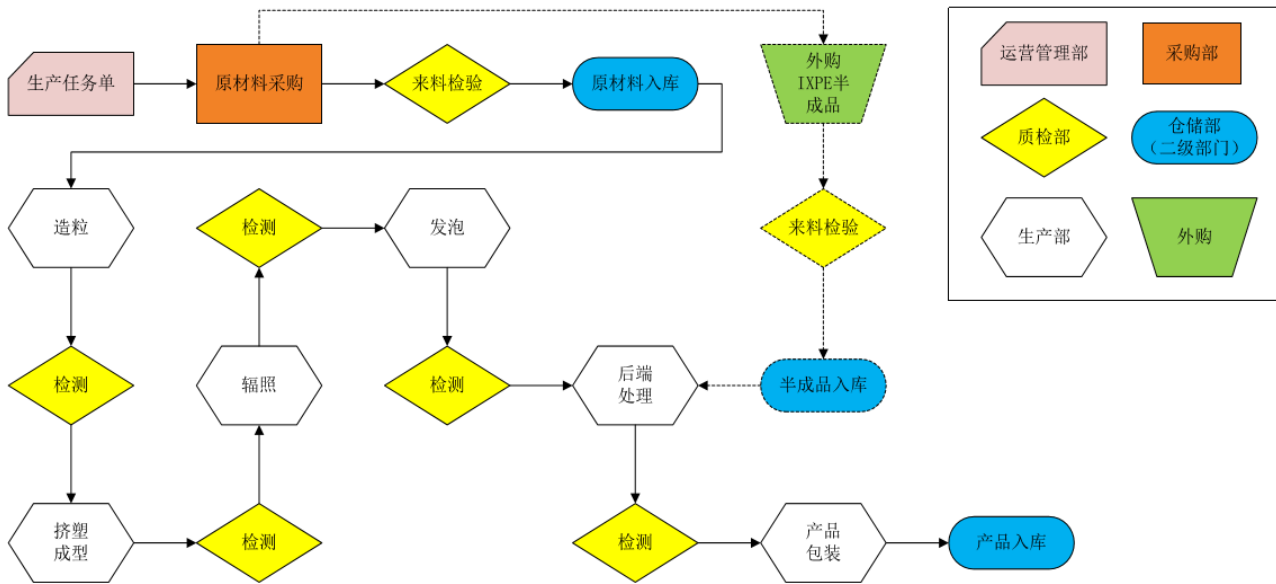 生产任务单
原材料采购
来料检验
原材料入库
外购
IXPE半
成品
运营管理部
采购部
质检部
仓储部
（二级部门）
生产部
外购
造粒
检测
发泡
来料检验
检测
辐照
检测
后端
处理
半成品入库
挤塑
成型
检测
检测
产品
包装
产品入库